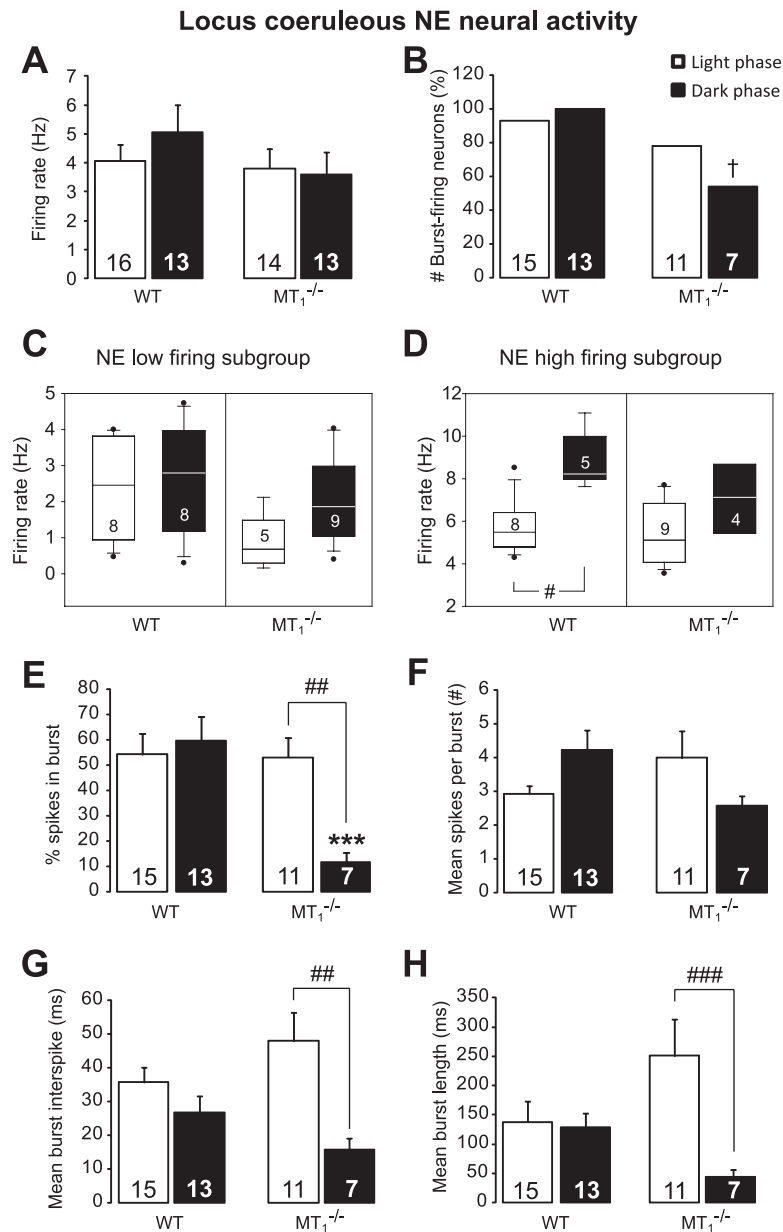 Locus coeruleous NE neural activity
A
Firing rate (Hz)
7
6
5
4
3
2
1
0
16
13
14
13
WT
MT1-/-
B
Light phase
Dark phase
# Burst-firing neurons (%)
120
100
80
60
40
20
0
15
13
11
†
7
WT
MT1-/-
C
NE low firing subgroup
Firing rate (Hz)
5
4
3
2
1
0
8
8
5
9
WT
MT1-/-
D
NE high firing subgroup
Firing rate (Hz)
12
10
8
6
4
2
8
5
9
4
#
WT
MT1-/-
E
% spikes in burst
80
70
60
50
40
30
20
10
0
##
***
15
13
11
7
WT
MT1-/-
F
Mean spikes per burst (#)
6
5
4
3
2
1
0
15
13
11
7
WT
MT1-/-
G
Mean burst interspike (ms)
60
50
40
30
20
10
0
##
15
13
11
7
WT
MT1-/-
H
Mean burst length (ms)
350
300
250
200
150
100
50
0
###
15
13
11
7
WT
MT1-/-